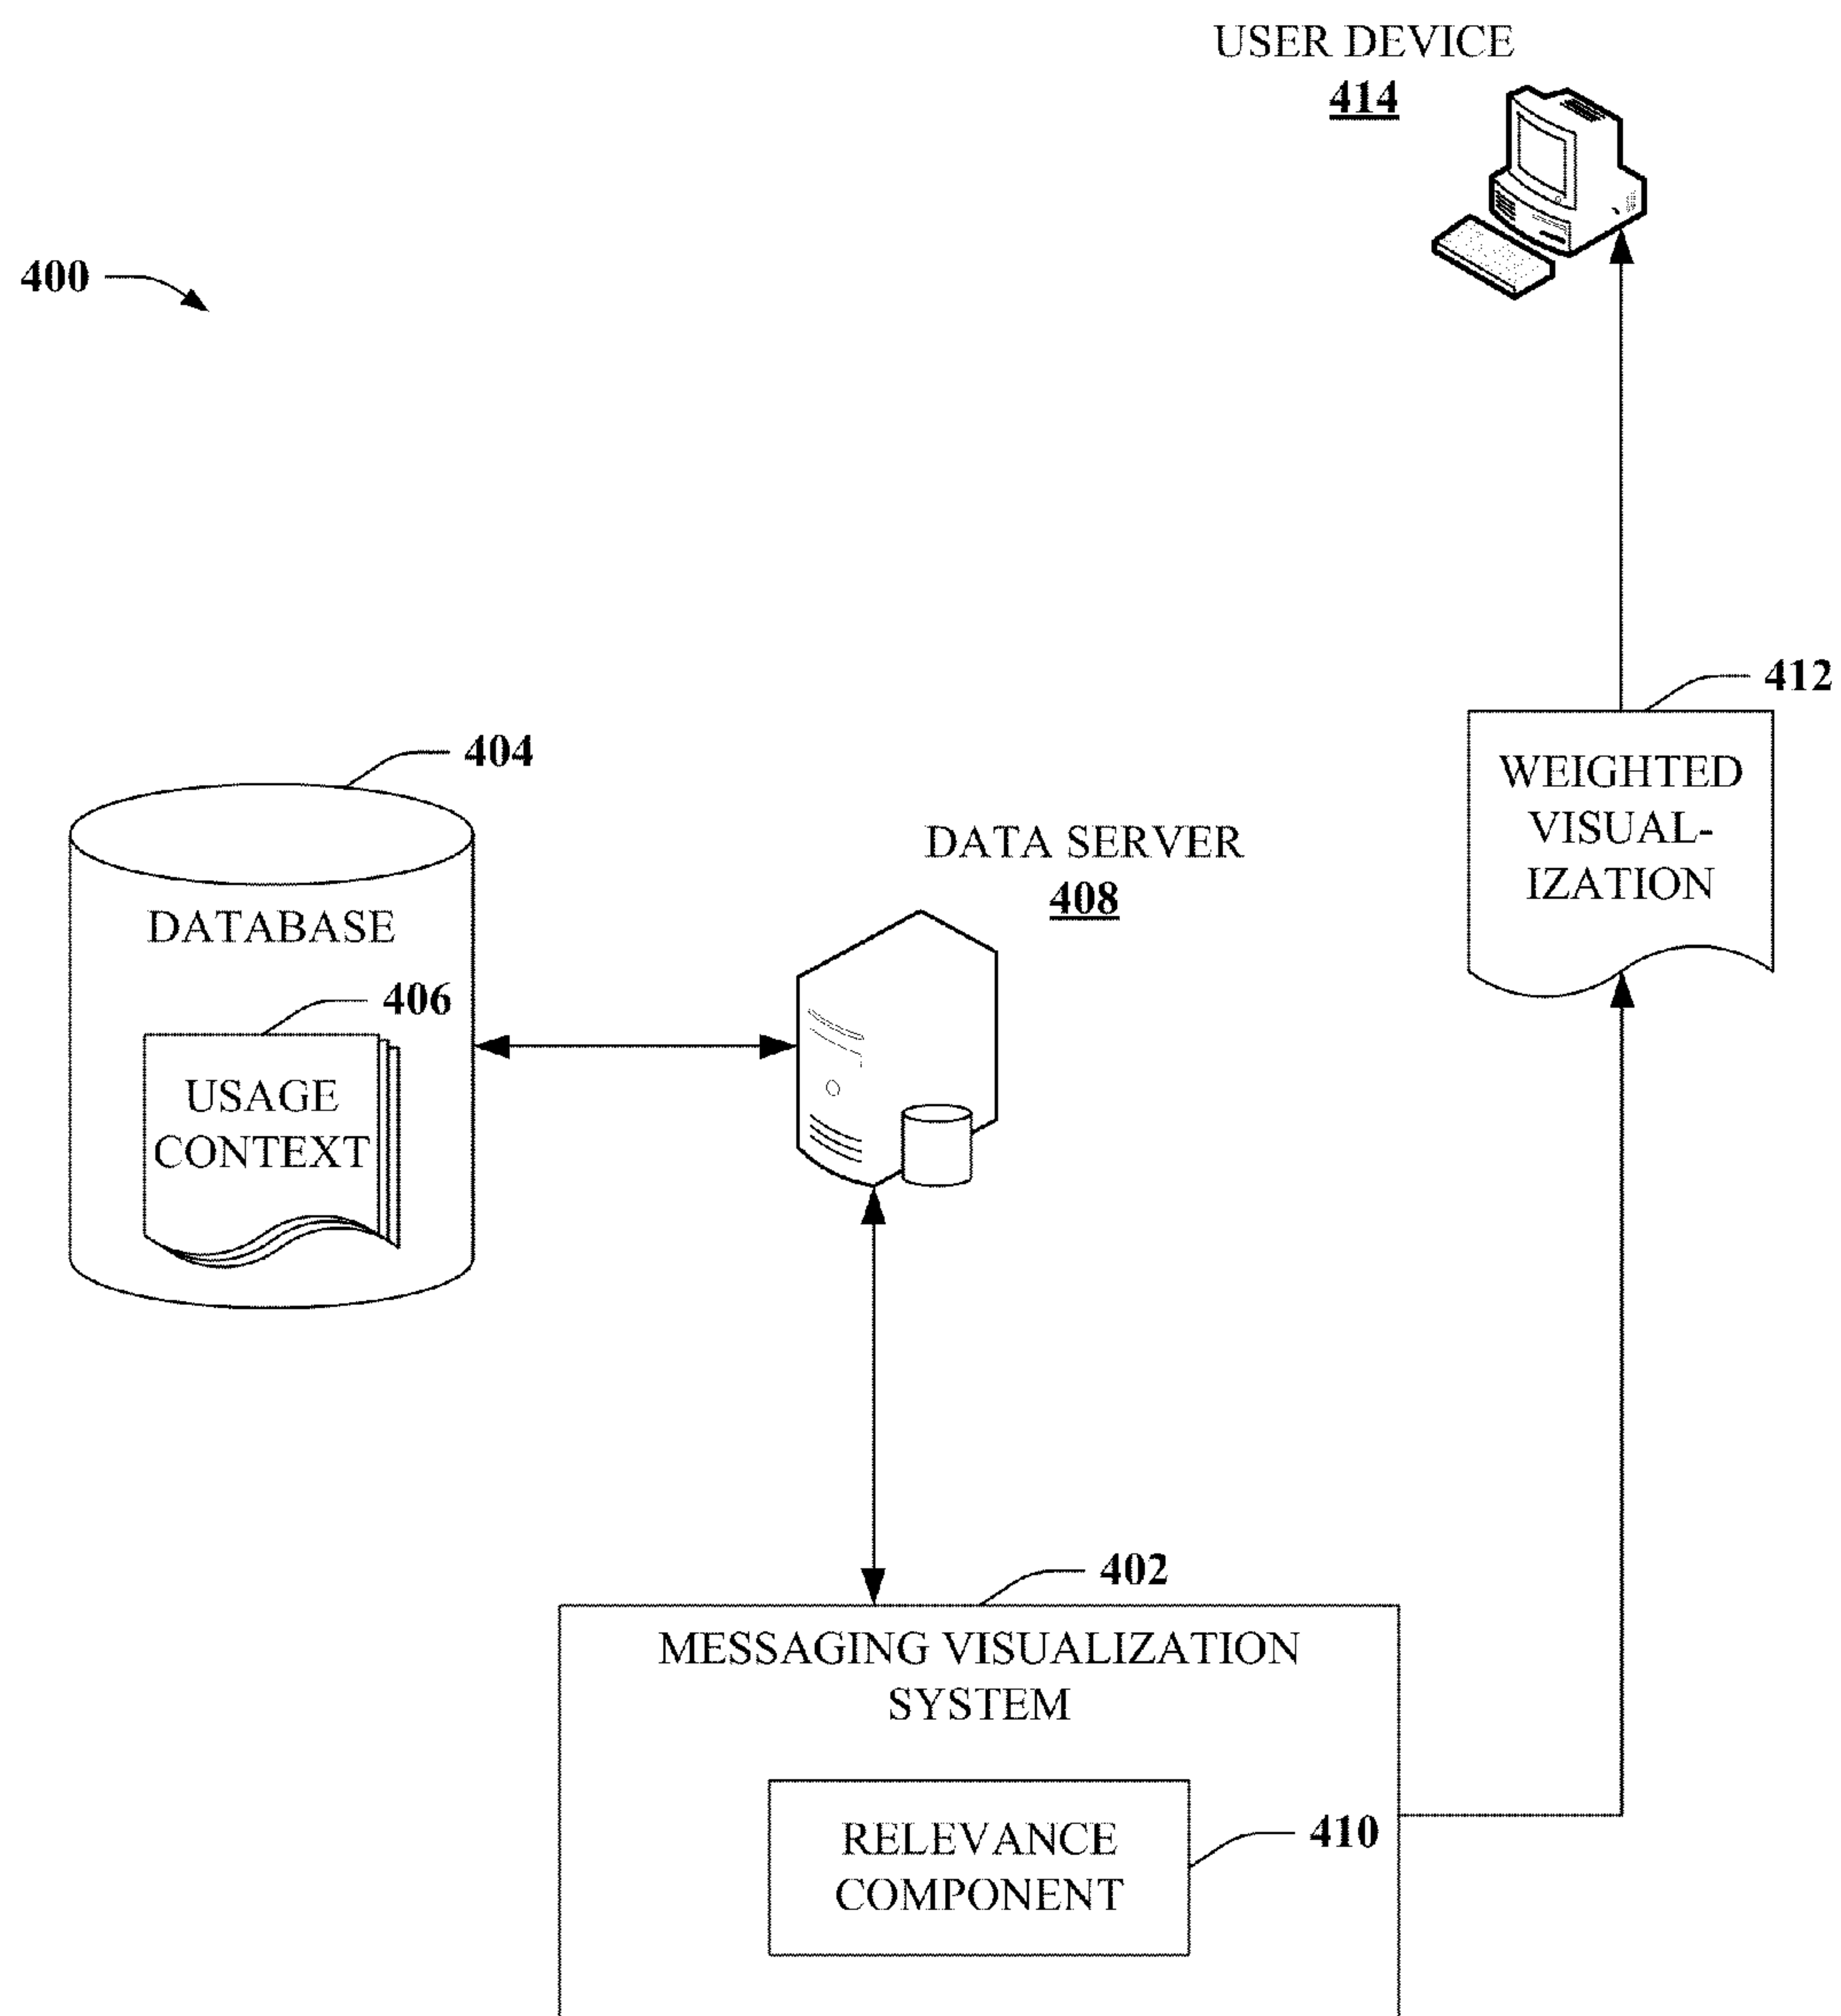 USER DEVICE
414
400
412
WEIGHTED
VISUAL-
IZATION
404
DATABASE
406
USAGE
CONTEXT
DATA SERVER
408
402
MESSAGING VISUALIZATION
SYSTEM
RELEVANCE
COMPONENT
410